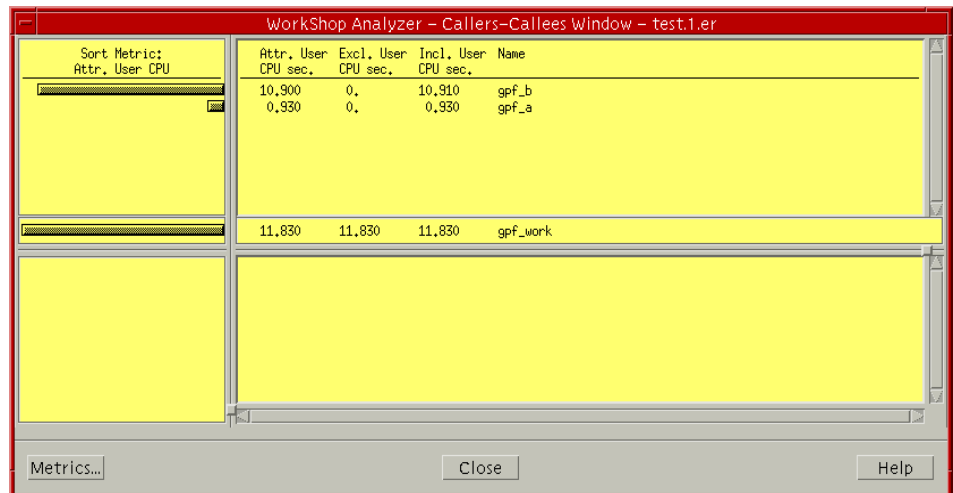 WorkShop Analyzer – Callers-Callees Window – test.1.er
Sort Metric:
Attr. User CPU
Attr. User Excl. User Incl. User Name
CPU sec. CPU sec. CPU sec.
10.900 0. 10.910 gpf_b
0.930 0. 0.930 gpf_a
11.830 11.830 11.830 gpf_work
Metrics... Close Help